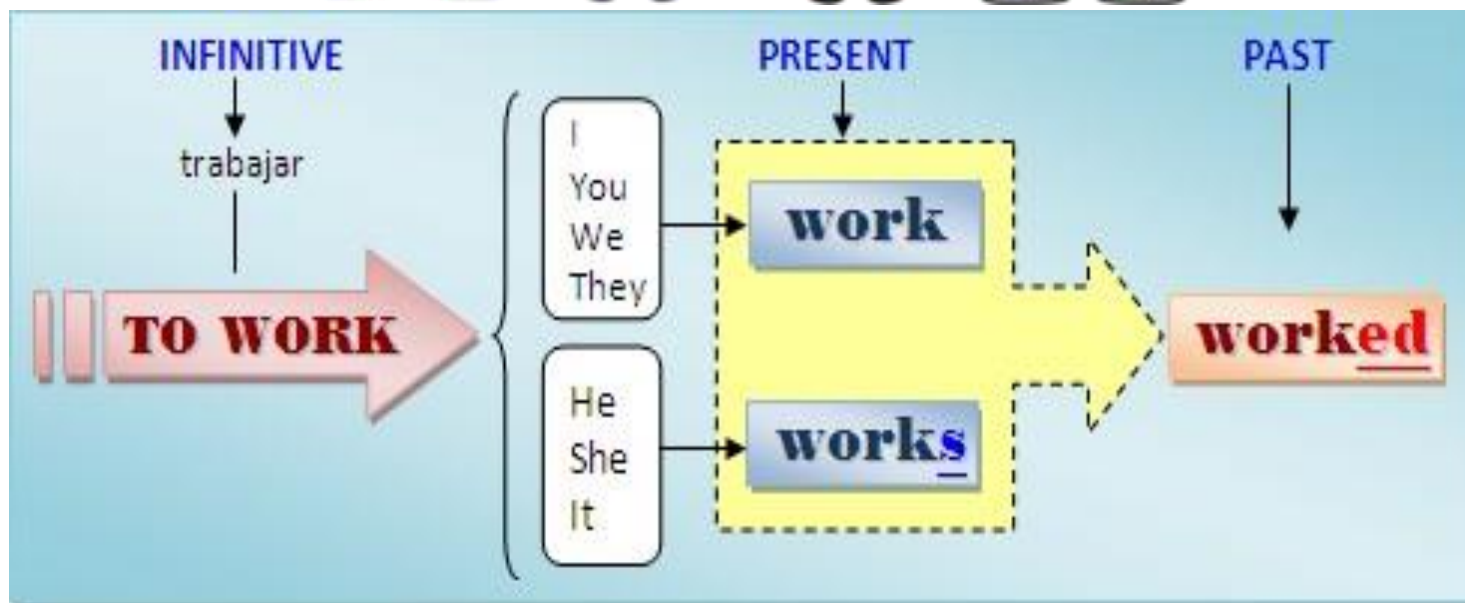 INFINITIVE
PRESENT
PAST
trabajar
TO WORK
I
You
We
They
He
She
It
work
works
worked